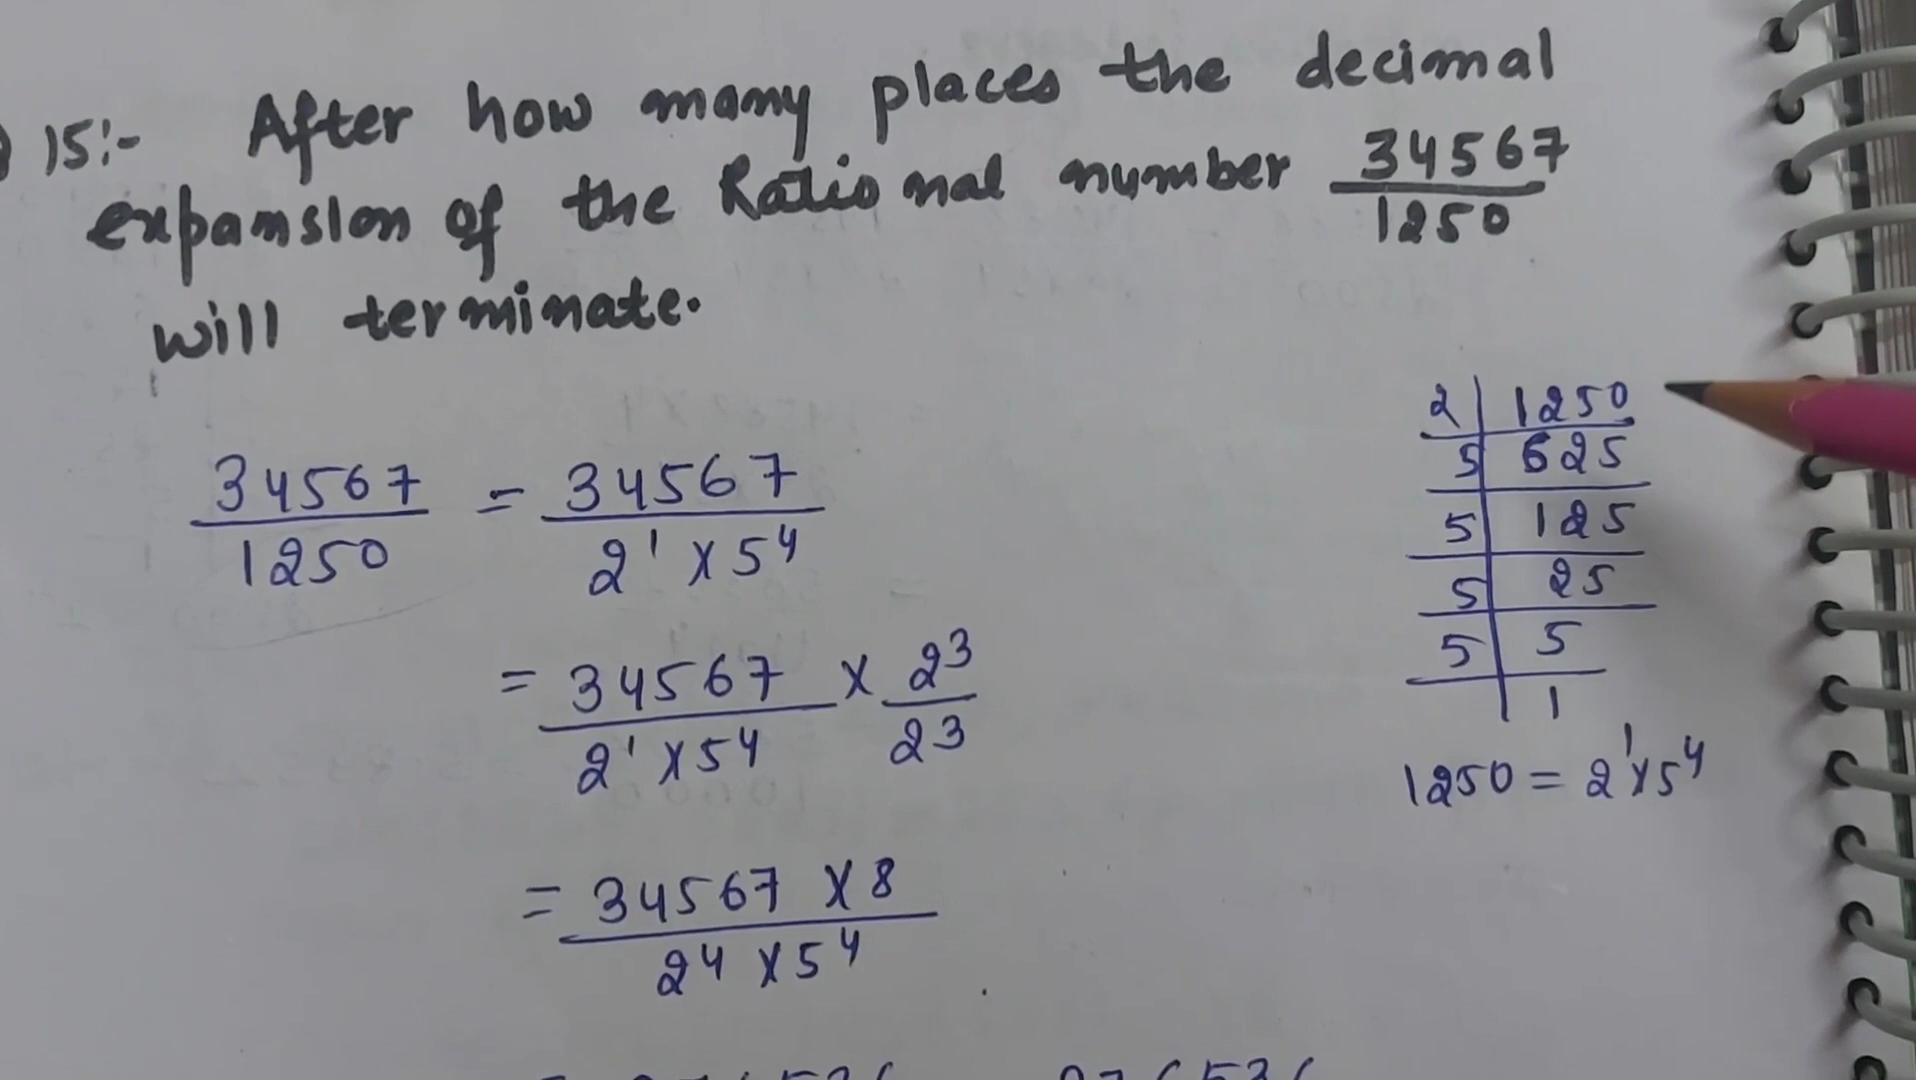 15:- After how many places the decimal
expansion of the Rational number 34567/1250
will terminate.
34567/1250 = 34567/2¹ x 5⁴
= 34567/2¹ x 5⁴ x 2³/2³
= 34567 x 8/2⁴ x 5⁴
2 | 1250
5 | 625
5 | 125
5 | 25
5 | 5
1
1250 = 2¹ x 5⁴